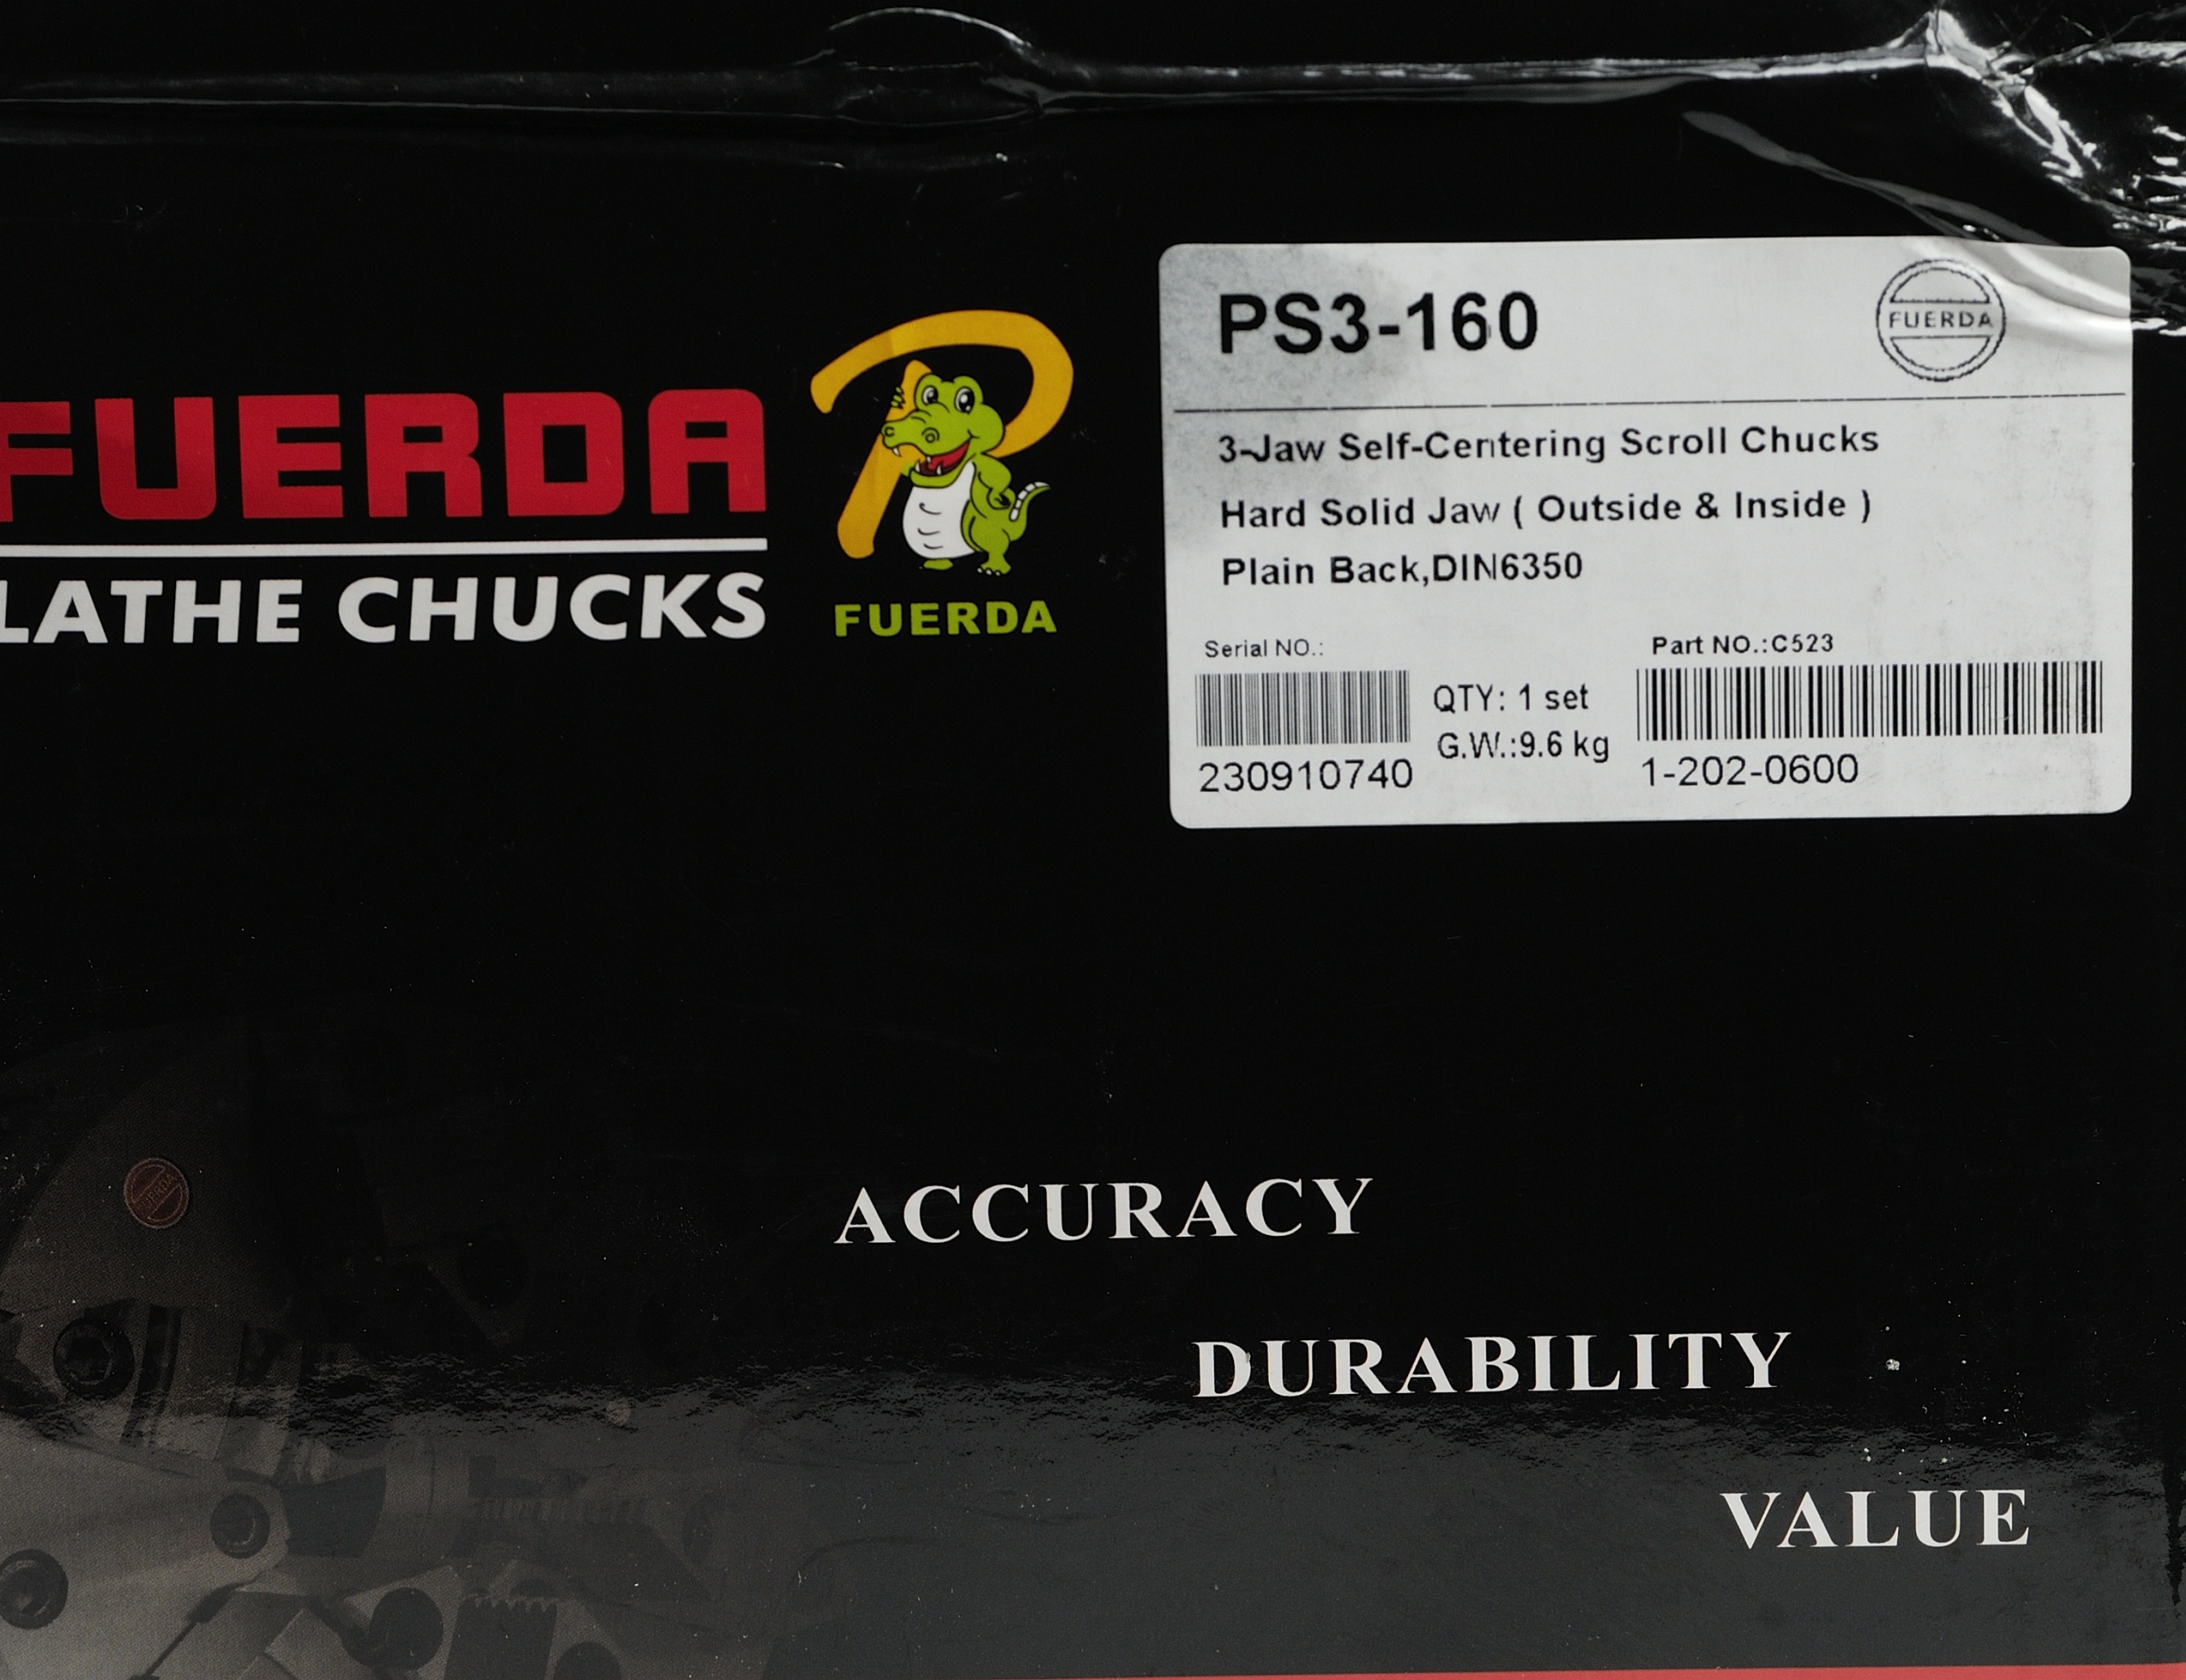 FUERDA
LATHE CHUCKS
FUERDA
PS3-160
FUERDA
3-Jaw Self-Centering Scroll Chucks
Hard Solid Jaw ( Outside & Inside )
Plain Back,DIN6350
Serial NO.:
230910740
QTY: 1 set
G.W.:9.6 kg
Part NO.:C523
1-202-0600
ACCURACY
DURABILITY
VALUE
FUERDA